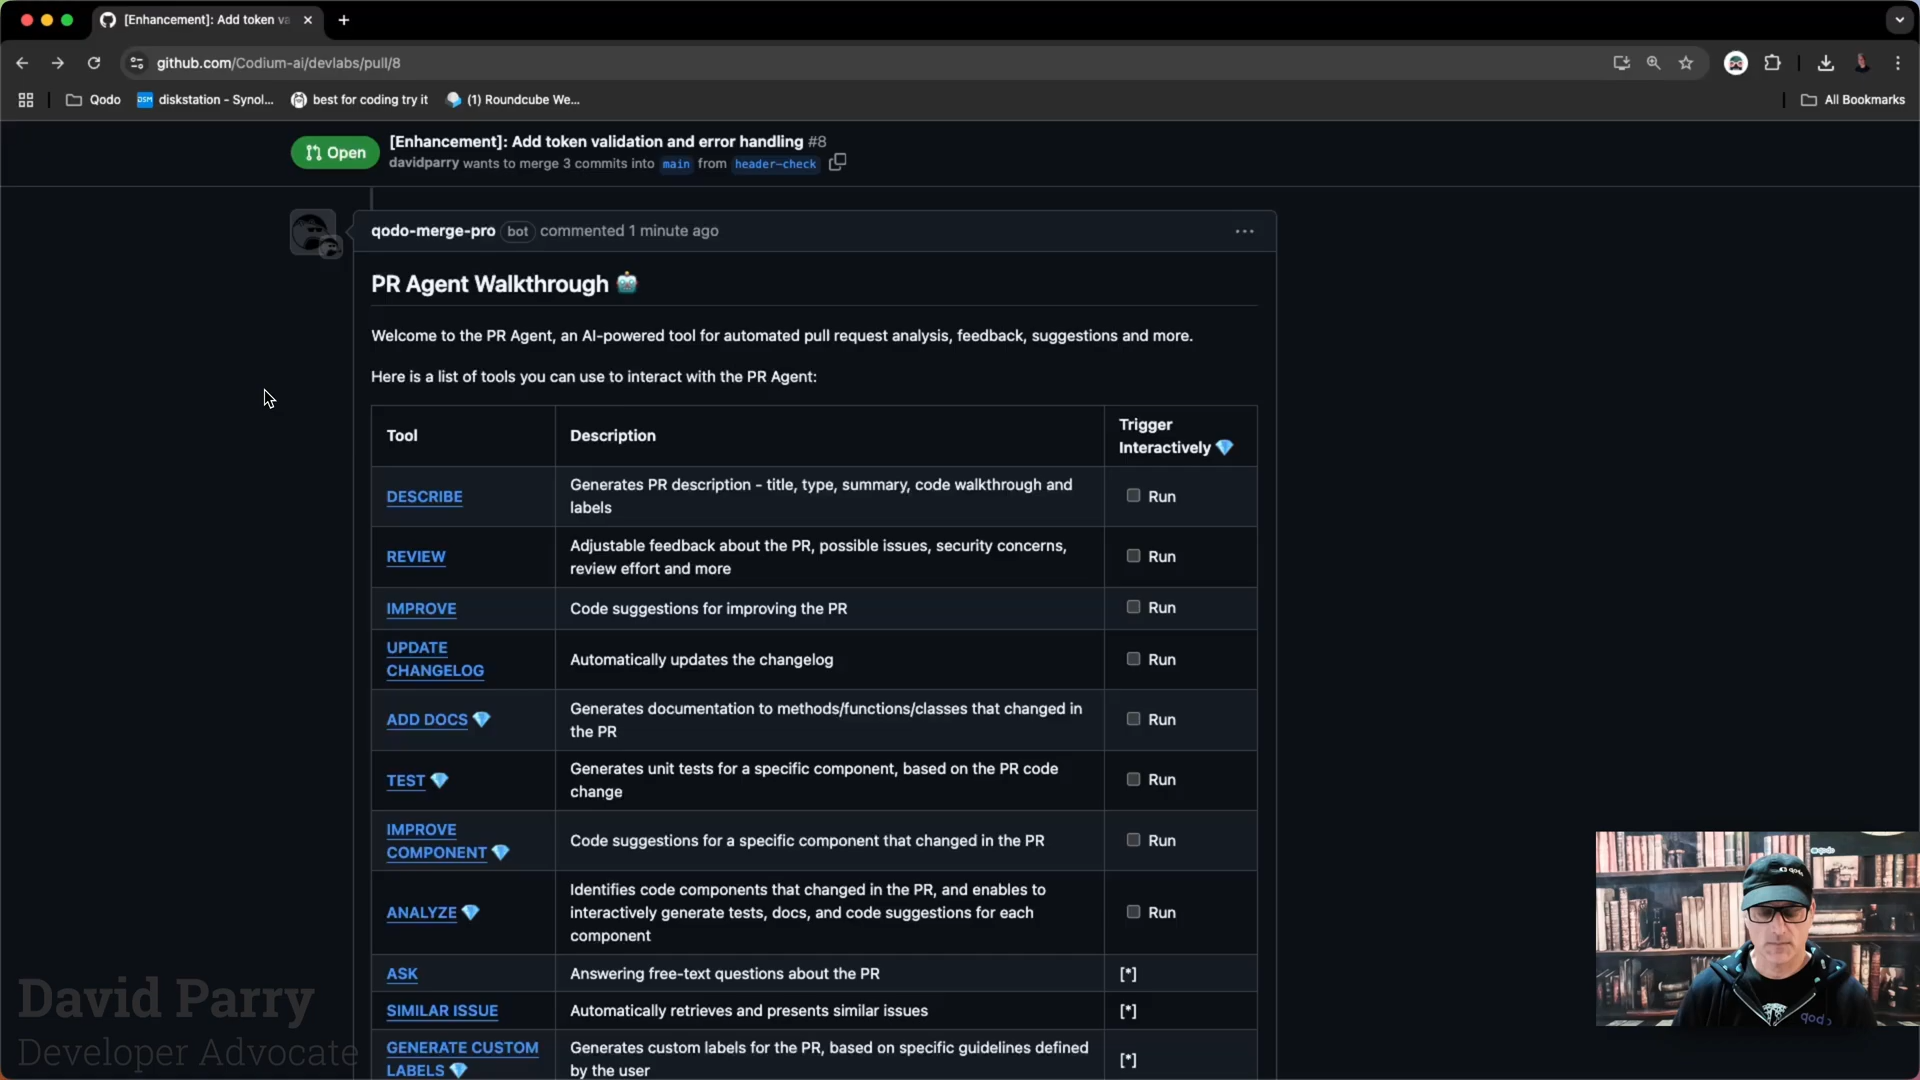 [Enhancement]: Add token va
github.com/Codium-ai/devlabs/pull/8
Qodo
DSM
diskstation - Synol...
best for coding try it
(1) Roundcube We...
All Bookmarks
Open
[Enhancement]: Add token validation and error handling #8
davidparry wants to merge 3 commits into main from header-check
qodo-merge-pro bot commented 1 minute ago
PR Agent Walkthrough
Welcome to the PR Agent, an AI-powered tool for automated pull request analysis, feedback, suggestions and more.
Here is a list of tools you can use to interact with the PR Agent:
Tool
Description
Trigger
Interactively
DESCRIBE
Generates PR description - title, type, summary, code walkthrough and
labels
Run
REVIEW
Adjustable feedback about the PR, possible issues, security concerns,
review effort and more
Run
IMPROVE
Code suggestions for improving the PR
Run
UPDATE
CHANGELOG
Automatically updates the changelog
Run
ADD DOCS
Generates documentation to methods/functions/classes that changed in
the PR
Run
TEST
Generates unit tests for a specific component, based on the PR code
change
Run
IMPROVE
COMPONENT
Code suggestions for a specific component that changed in the PR
Run
ANALYZE
Identifies code components that changed in the PR, and enables to
interactively generate tests, docs, and code suggestions for each
component
Run
ASK
Answering free-text questions about the PR
[*]
SIMILAR ISSUE
Automatically retrieves and presents similar issues
[*]
GENERATE CUSTOM
LABELS
Generates custom labels for the PR, based on specific guidelines defined
by the user
[*]
David Parry
Developer Advocate
qodo
qodo
qodo